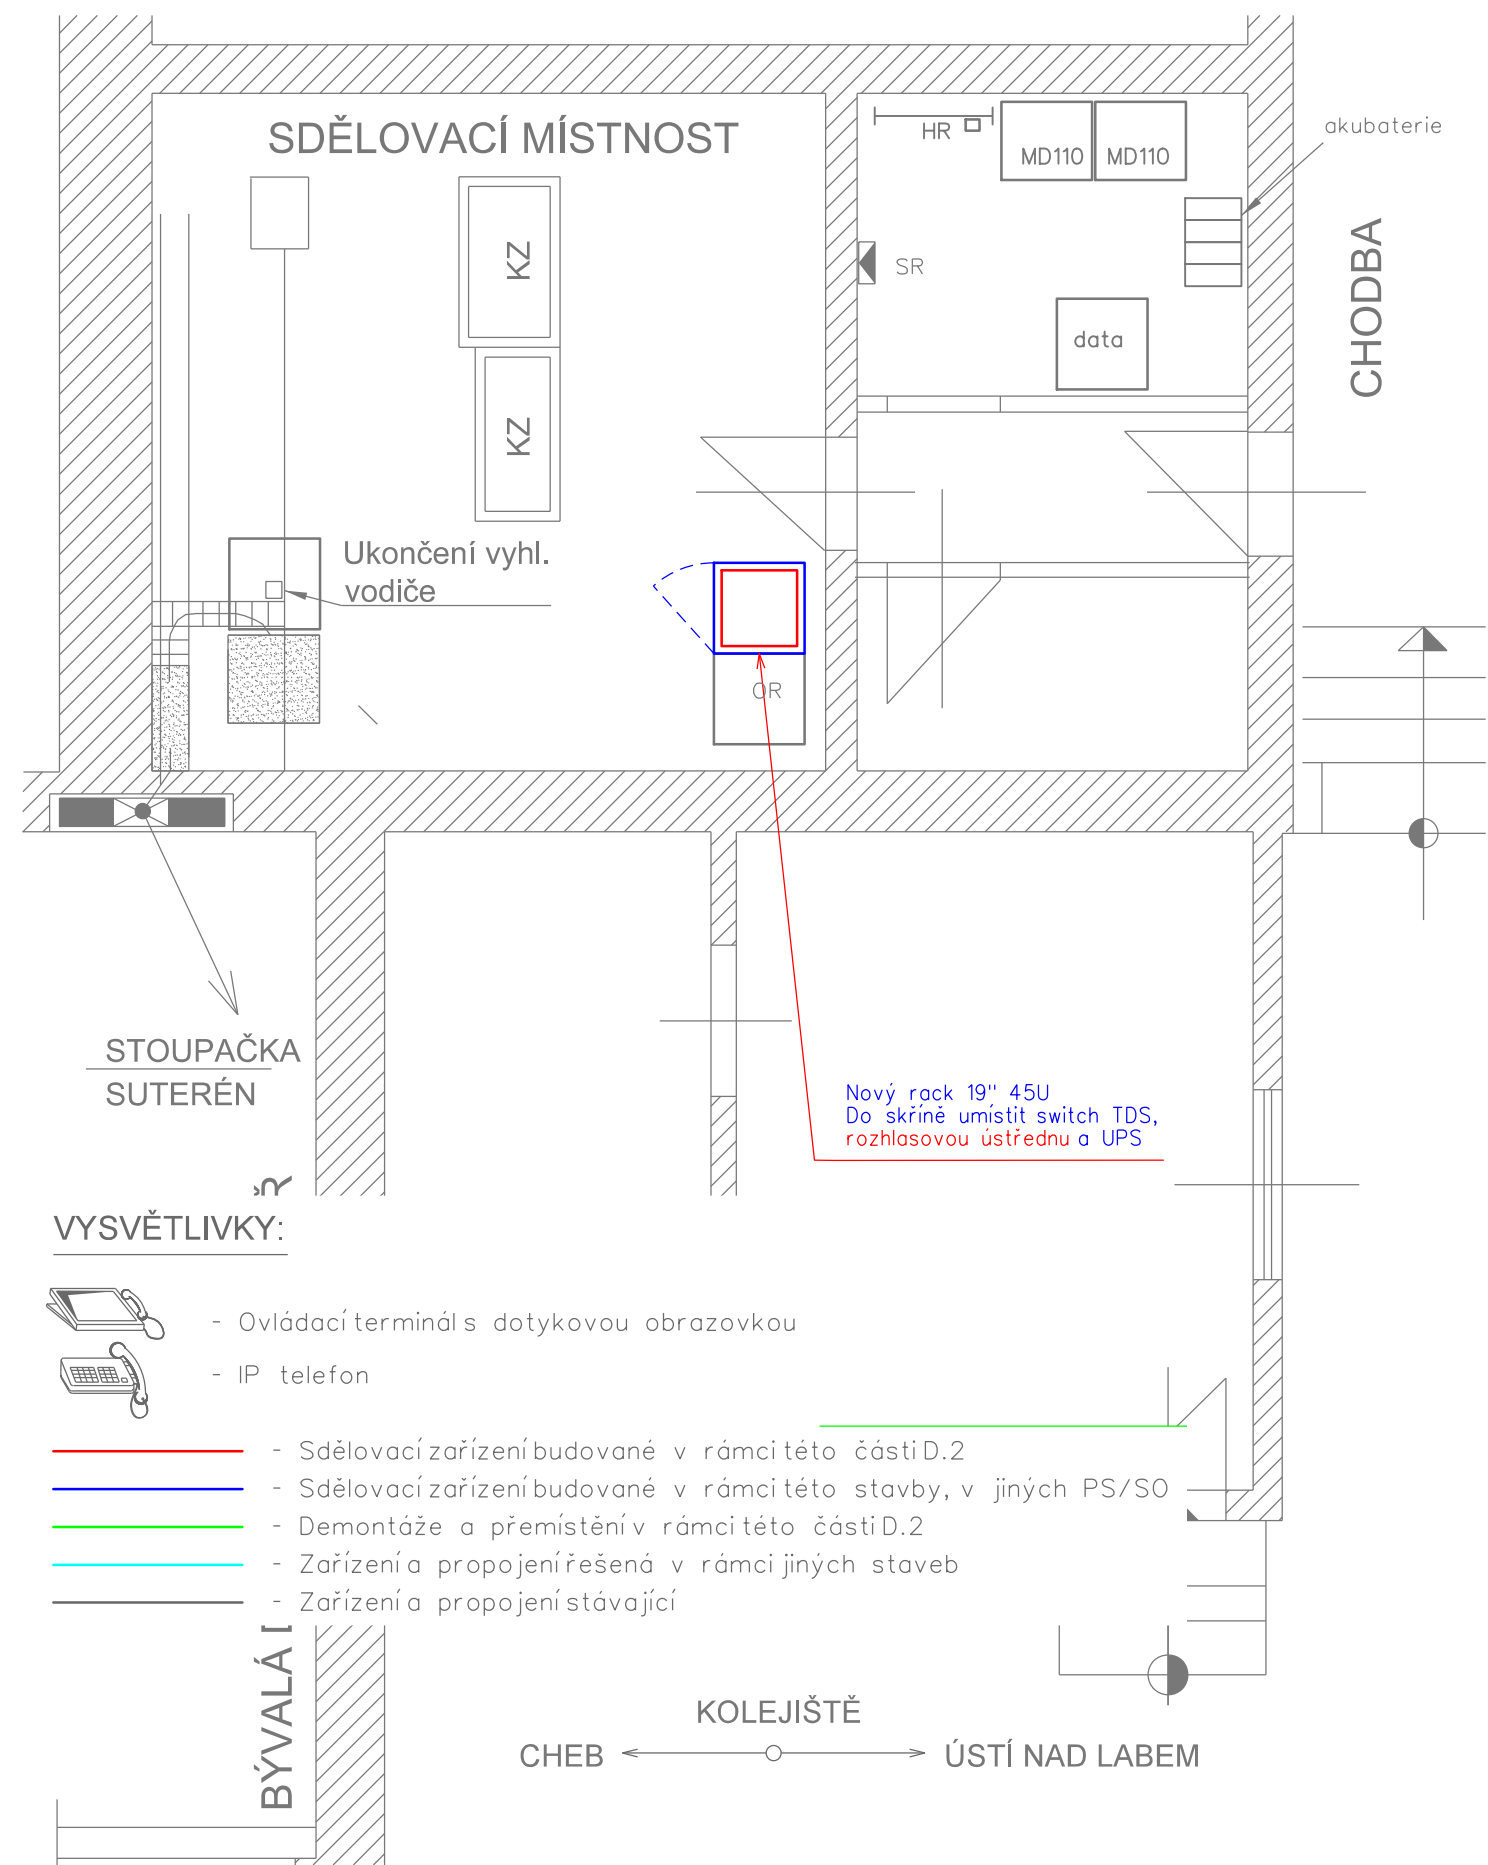 SDĚLOVACÍ MÍSTNOST
HR
MD110
MD110
akubaterie
SR
KZ
data
CHODBA
KZ
Ukončení vyhl.
vodiče
OR
STOUPAČKA
SUTERÉN
Nový rack 19" 45U
Do skříně umístit switch TDS,
rozhlasovou ústřednu a UPS
VYSVĚTLIVKY:
- Ovládací terminál s dotykovou obrazovkou
- IP telefon
- Sdělovací zařízení budované v rámci této části D.2
- Sdělovací zařízení budované v rámci této stavby, v jiných PS/SO
- Demontáže a přemístění v rámci této části D.2
- Zařízení a propojení řešená v rámci jiných staveb
- Zařízení a propojení stávající
BÝVALÁ
KOLEJIŠTĚ
CHEB
ÚSTÍ NAD LABEM